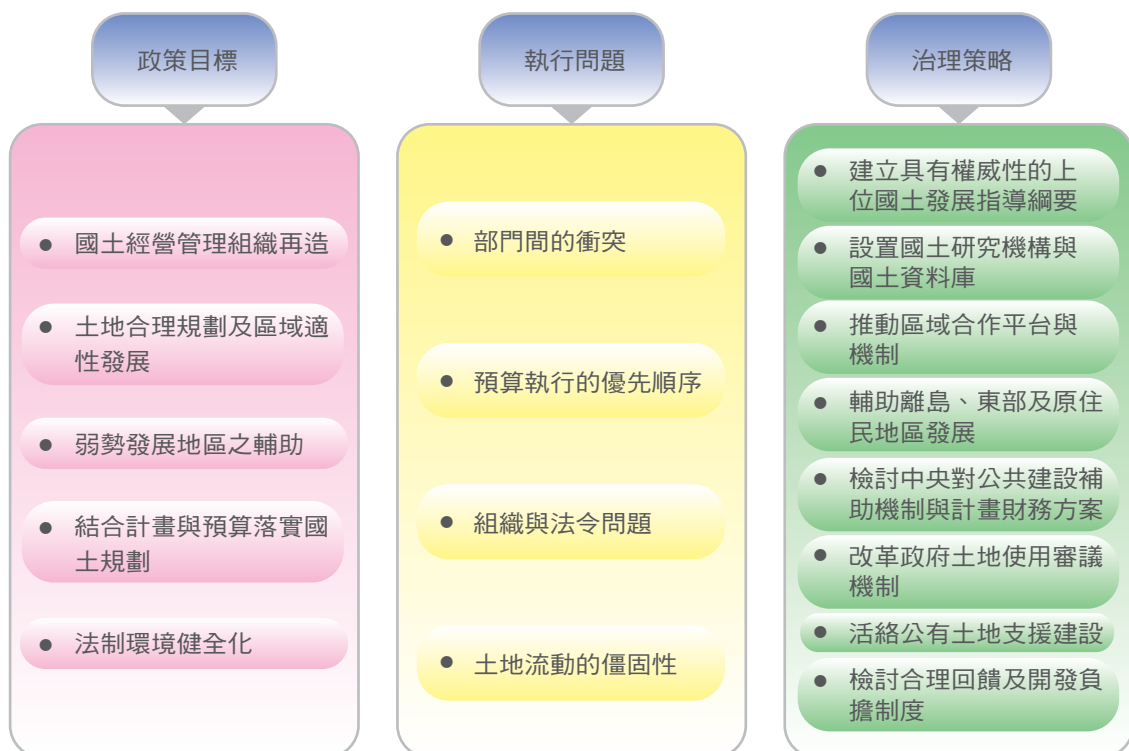 政策目標
● 國土經營管理組織再造
● 土地合理規劃及區域適
性發展
● 弱勢發展地區之輔助
● 結合計畫與預算落實國
土規劃
● 法制環境健全化
執行問題
● 部門間的衝突
● 預算執行的優先順序
● 組織與法令問題
● 土地流動的僵固性
治理策略
● 建立具有權威性的上
位國土發展指導綱要
● 設置國土研究機構與
國土資料庫
● 推動區域合作平台與
機制
● 輔助離島、東部及原住
民地區發展
● 檢討中央對公共建設補
助機制與計畫財務方案
● 改革政府土地使用審議
機制
● 活絡公有土地支援建設
● 檢討合理回饋及開發負
擔制度